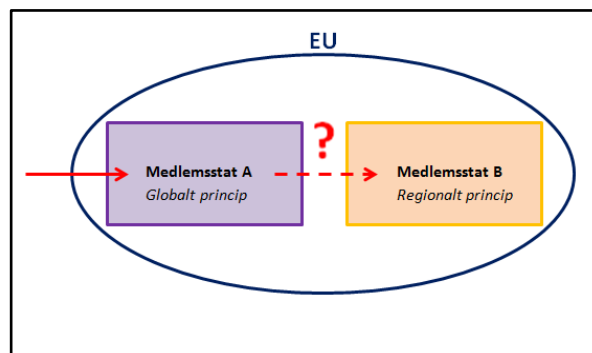 EU
?
Medlemsstat A
Globalt princip
Medlemsstat B
Regionalt princip